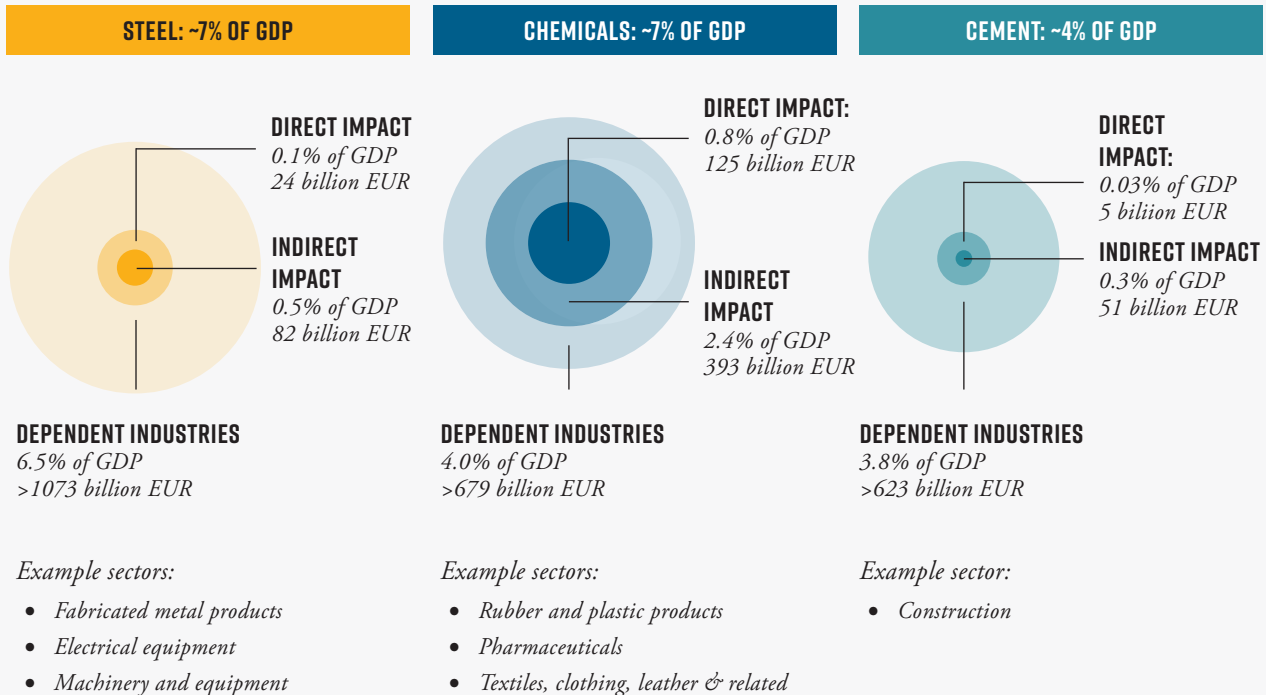 STEEL: ~7% OF GDP
DIRECT IMPACT
0.1% of GDP
24 billion EUR
INDIRECT
IMPACT
0.5% of GDP
82 billion EUR
DEPENDENT INDUSTRIES
6.5% of GDP
>1073 billion EUR
Example sectors:
• Fabricated metal products
• Electrical equipment
• Machinery and equipment
CHEMICALS: ~7% OF GDP
DIRECT IMPACT:
0.8% of GDP
125 billion EUR
INDIRECT
IMPACT
2.4% of GDP
393 billion EUR
DEPENDENT INDUSTRIES
4.0% of GDP
>679 billion EUR
Example sectors:
• Rubber and plastic products
• Pharmaceuticals
• Textiles, clothing, leather & related
CEMENT: ~4% OF GDP
DIRECT
IMPACT:
0.03% of GDP
5 biliion EUR
INDIRECT IMPACT
0.3% of GDP
51 billion EUR
DEPENDENT INDUSTRIES
3.8% of GDP
>623 billion EUR
Example sector:
• Construction